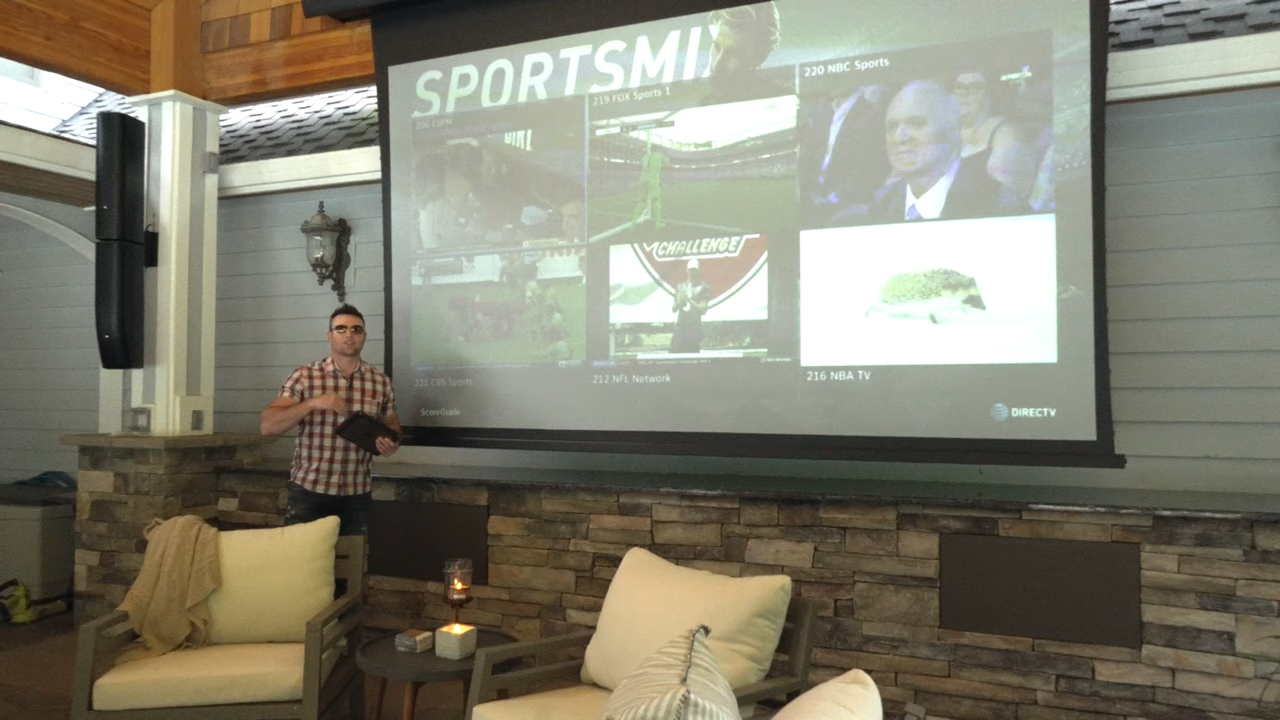 SPORTSMIX
206 ESPN
219 FOX Sports 1
220 NBC Sports
CHALLENGE
221 CBS Sports
212 NFL Network
216 NBA TV
ScoreGuide
DIRECTV